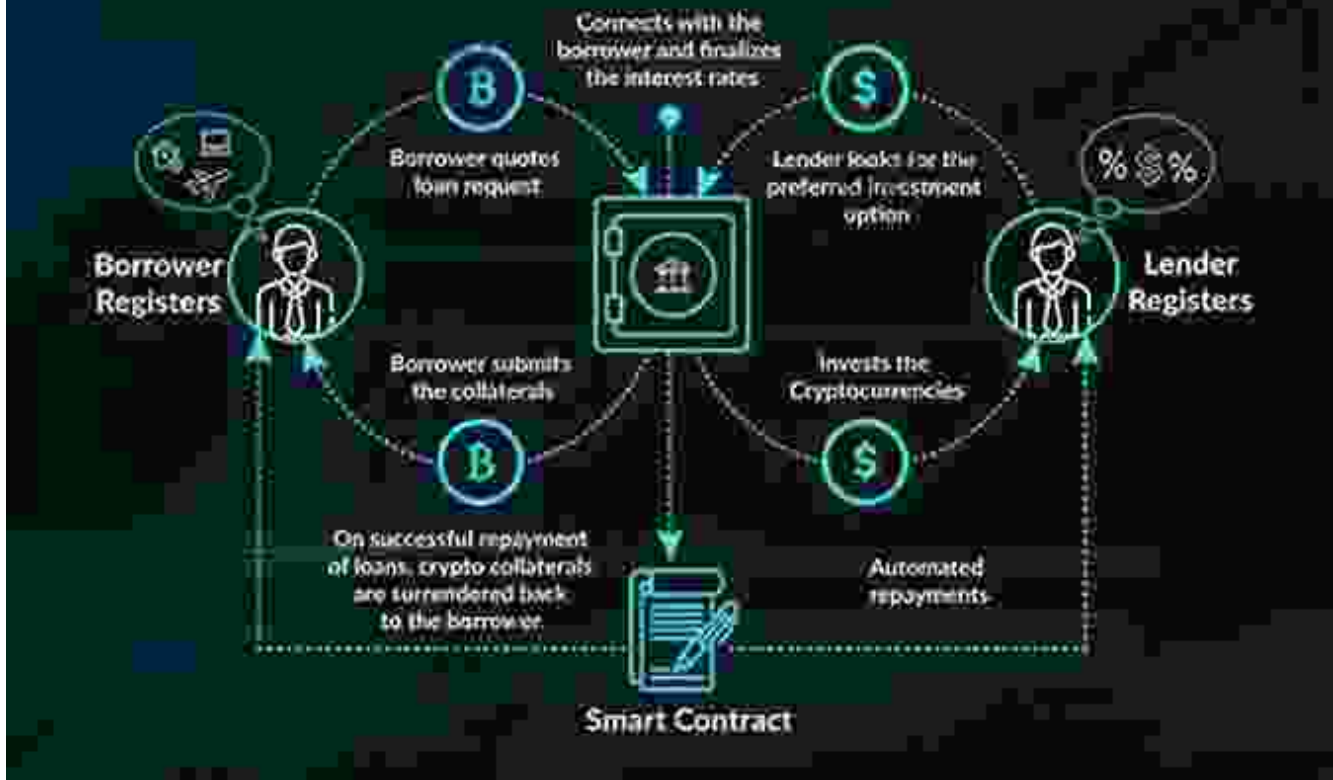 Connects with the
borrower and finalizes
the interest rates
B
$
Borrower quotes
loan request
Lender looks for the
preferred investment
option
% $ %
Borrower
Registers
Lender
Registers
Borrower submits
the collaterals
Invests the
Cryptocurrencies
B
$
On successful repayment
of loans, crypto collaterals
are surrendered back
to the borrower
Automated
repayments
Smart Contract